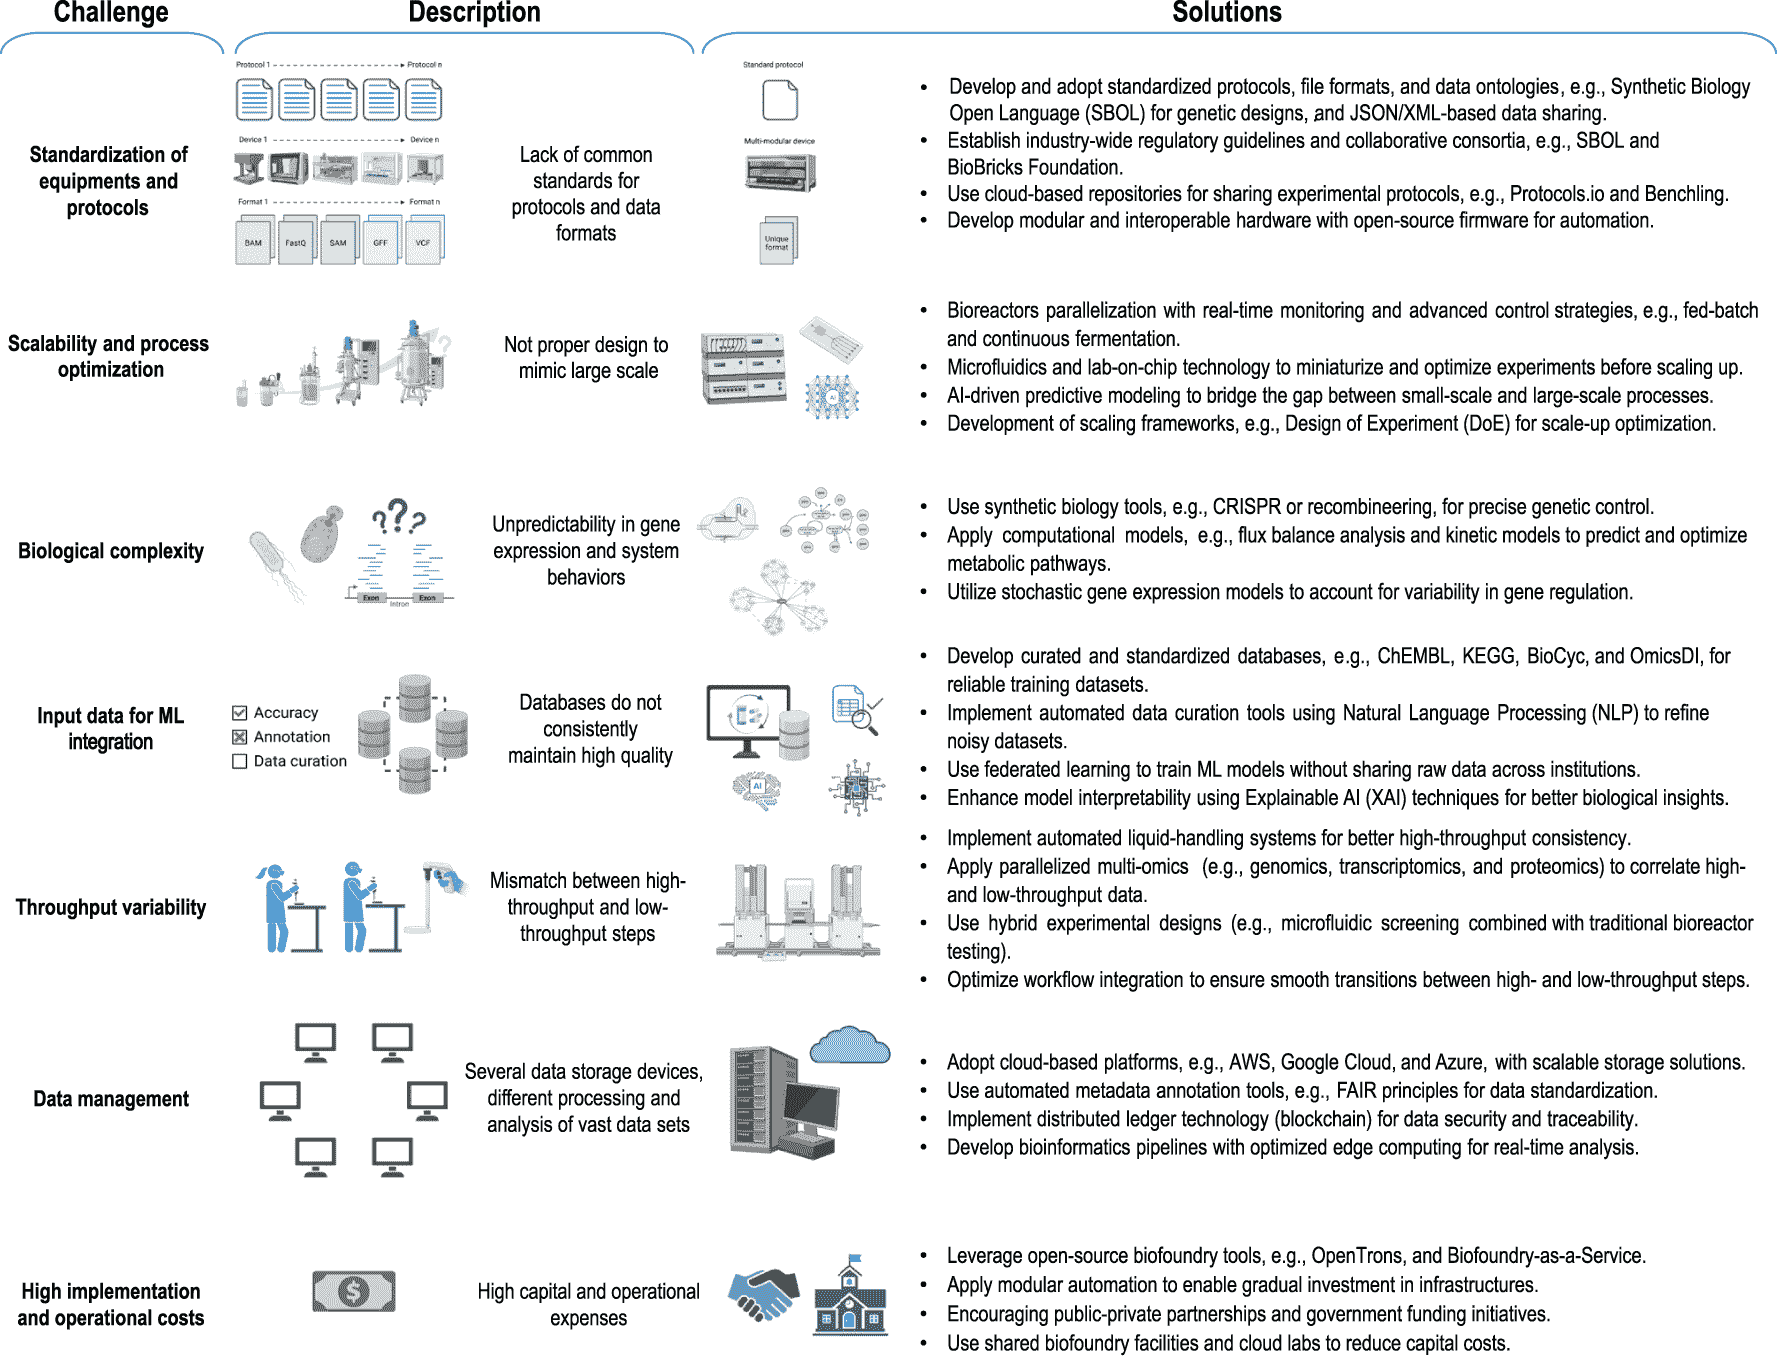 Challenge
Description
Solutions
Protocol 1
Protocol n
Device 1
Device n
Format 1
Format n
BAM
FastQ
SAM
GFF
VCF
Standardization of
equipments and
protocols
Lack of common
standards for
protocols and data
formats
Standard protocol
Multi-modular device
Unique
format
• Develop and adopt standardized protocols, file formats, and data ontologies, e.g., Synthetic Biology
Open Language (SBOL) for genetic designs, and JSON/XML-based data sharing.
• Establish industry-wide regulatory guidelines and collaborative consortia, e.g., SBOL and
BioBricks Foundation.
• Use cloud-based repositories for sharing experimental protocols, e.g., Protocols.io and Benchling.
• Develop modular and interoperable hardware with open-source firmware for automation.
Scalability and process
optimization
Not proper design to
mimic large scale
AI
• Bioreactors parallelization with real-time monitoring and advanced control strategies, e.g., fed-batch
and continuous fermentation.
• Microfluidics and lab-on-chip technology to miniaturize and optimize experiments before scaling up.
• AI-driven predictive modeling to bridge the gap between small-scale and large-scale processes.
• Development of scaling frameworks, e.g., Design of Experiment (DoE) for scale-up optimization.
Biological complexity
???
Exon
Intron
Exon
Unpredictability in gene
expression and system
behaviors
• Use synthetic biology tools, e.g., CRISPR or recombineering, for precise genetic control.
• Apply computational models, e.g., flux balance analysis and kinetic models to predict and optimize
metabolic pathways.
• Utilize stochastic gene expression models to account for variability in gene regulation.
Input data for ML
integration
Accuracy
Annotation
Data curation
Databases do not
consistently
maintain high quality
AI
• Develop curated and standardized databases, e.g., ChEMBL, KEGG, BioCyc, and OmicsDI, for
reliable training datasets.
• Implement automated data curation tools using Natural Language Processing (NLP) to refine
noisy datasets.
• Use federated learning to train ML models without sharing raw data across institutions.
• Enhance model interpretability using Explainable AI (XAI) techniques for better biological insights.
Throughput variability
Mismatch between high-
throughput and low-
throughput steps
• Implement automated liquid-handling systems for better high-throughput consistency.
• Apply parallelized multi-omics (e.g., genomics, transcriptomics, and proteomics) to correlate high-
and low-throughput data.
• Use hybrid experimental designs (e.g., microfluidic screening combined with traditional bioreactor
testing).
• Optimize workflow integration to ensure smooth transitions between high- and low-throughput steps.
Data management
Several data storage devices,
different processing and
analysis of vast data sets
• Adopt cloud-based platforms, e.g., AWS, Google Cloud, and Azure, with scalable storage solutions.
• Use automated metadata annotation tools, e.g., FAIR principles for data standardization.
• Implement distributed ledger technology (blockchain) for data security and traceability.
• Develop bioinformatics pipelines with optimized edge computing for real-time analysis.
High implementation
and operational costs
$
High capital and operational
expenses
• Leverage open-source biofoundry tools, e.g., OpenTrons, and Biofoundry-as-a-Service.
• Apply modular automation to enable gradual investment in infrastructures.
• Encouraging public-private partnerships and government funding initiatives.
• Use shared biofoundry facilities and cloud labs to reduce capital costs.